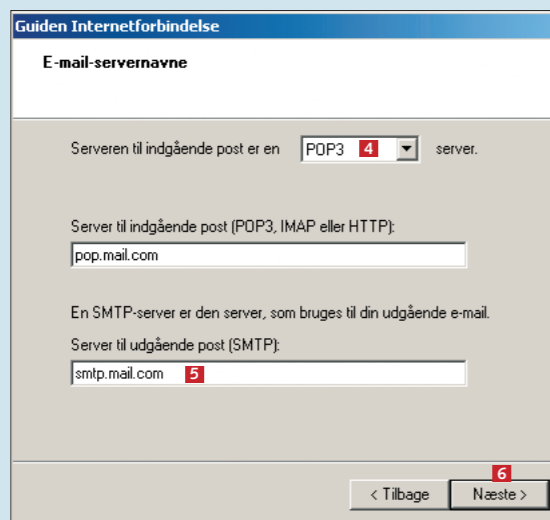 Guiden Internetforbindelse
E-mail-servernavne
Serveren til indgående post er en POP3 4 server.
Server til indgående post (POP3, IMAP eller HTTP):
pop.mail.com
En SMTP-server er den server, som bruges til din udgående e-mail.
Server til udgående post (SMTP):
smtp.mail.com 5
6
< Tilbage Næste >